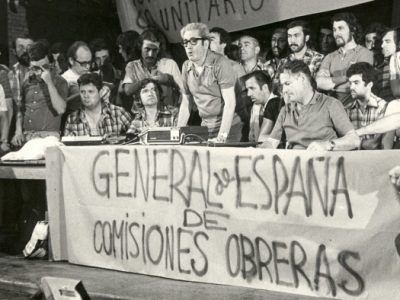 UNITARIO
GENERAL de ESPAÑA
DE
COMISIONES OBRERAS